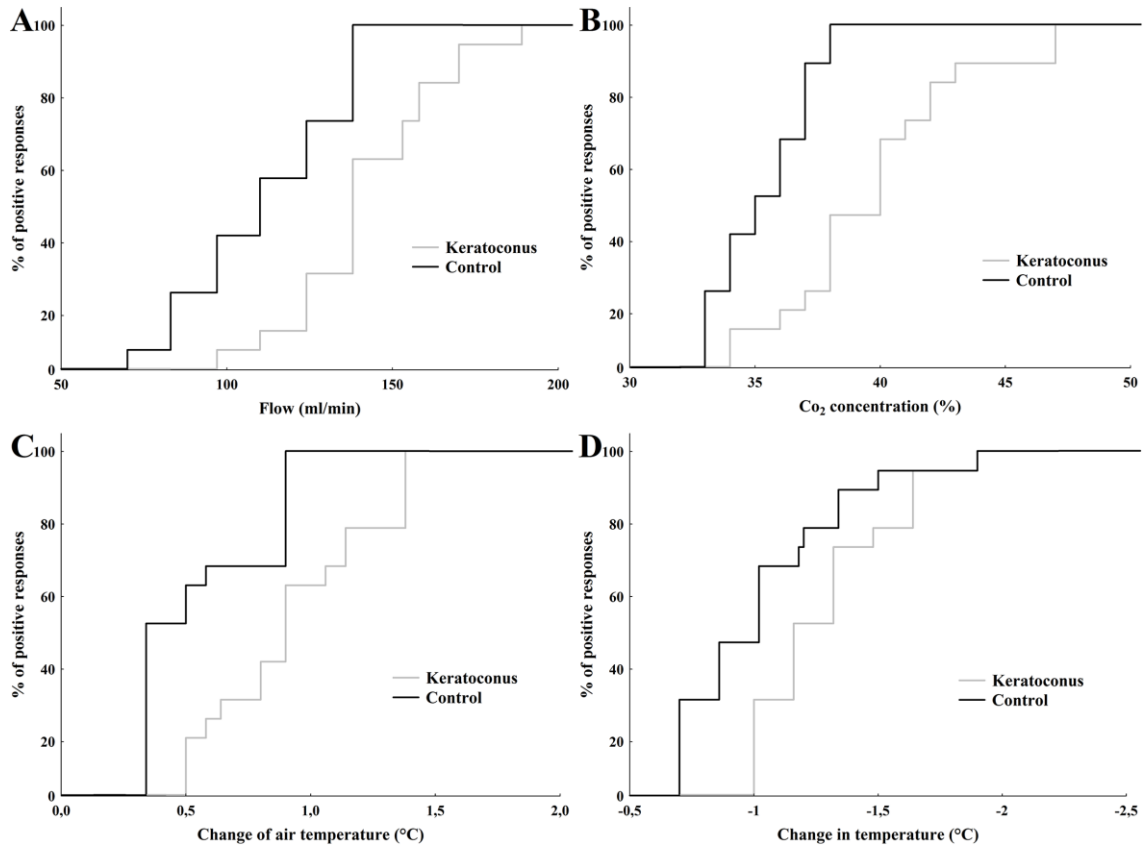 A
% of positive responses
100
80
60
40
20
0
Keratoconus
Control
50
100
150
200
Flow (ml/min)
B
% of positive responses
100
80
60
40
20
0
Keratoconus
Control
30
35
40
45
50
Co₂ concentration (%)
C
% of positive responses
100
80
60
40
20
0
Keratoconus
Control
0,0
0,5
1,0
1,5
2,0
Change of air temperature (°C)
D
% of positive responses
100
80
60
40
20
0
Keratoconus
Control
-0,5
-1
-1,5
-2
-2,5
Change in temperature (°C)